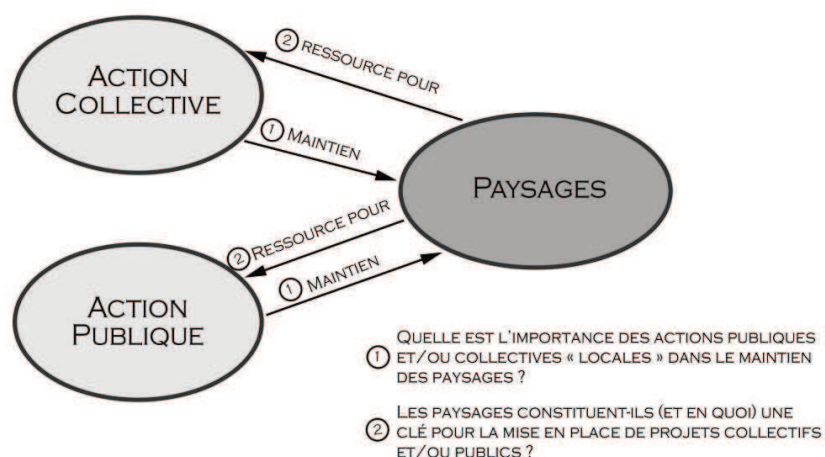 ② RESSOURCE POUR
ACTION
COLLECTIVE
① MAINTIEN
PAYSAGES
② RESSOURCE POUR
① MAINTIEN
ACTION
PUBLIQUE
① QUELLE EST L'IMPORTANCE DES ACTIONS PUBLIQUES
ET/OU COLLECTIVES « LOCALES » DANS LE MAINTIEN
DES PAYSAGES ?
② LES PAYSAGES CONSTITUENT-ILS (ET EN QUOI) UNE
CLÉ POUR LA MISE EN PLACE DE PROJETS COLLECTIFS
ET/OU PUBLICS ?